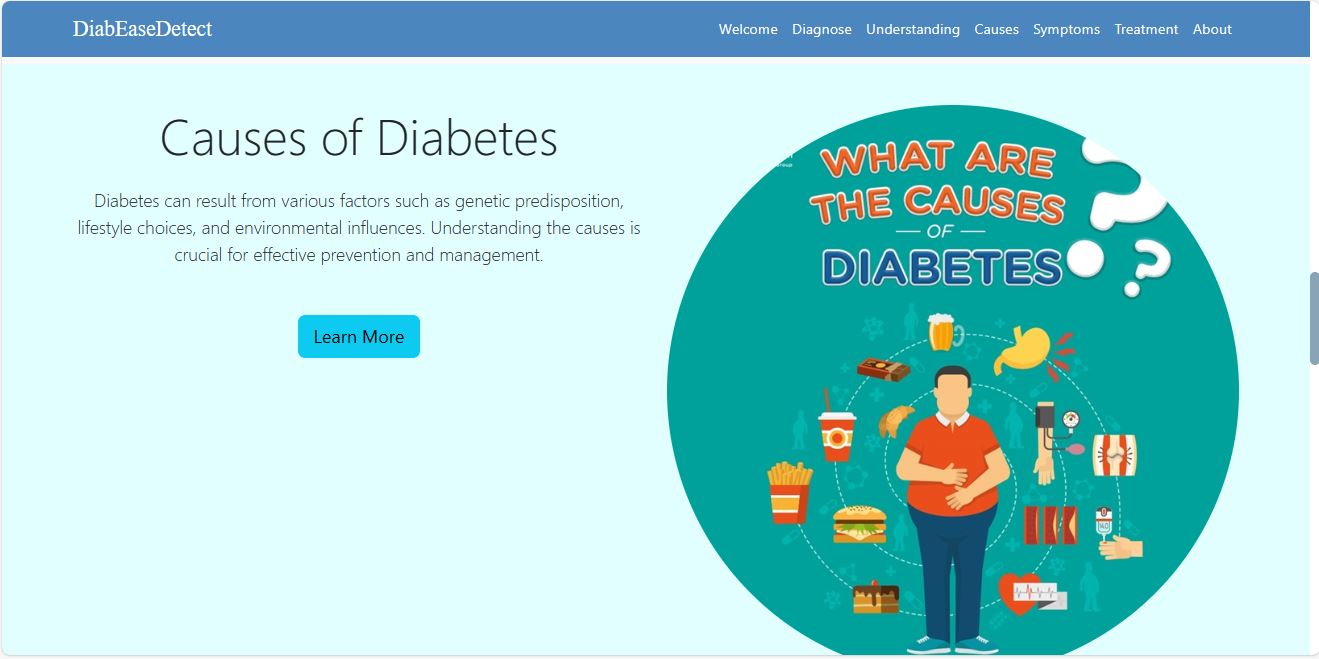 DiabEaseDetect
Welcome Diagnose Understanding Causes Symptoms Treatment About
Causes of Diabetes
Diabetes can result from various factors such as genetic predisposition,
lifestyle choices, and environmental influences. Understanding the causes is
crucial for effective prevention and management.
Learn More
WHAT ARE
THE CAUSES
OF
DIABETES
??